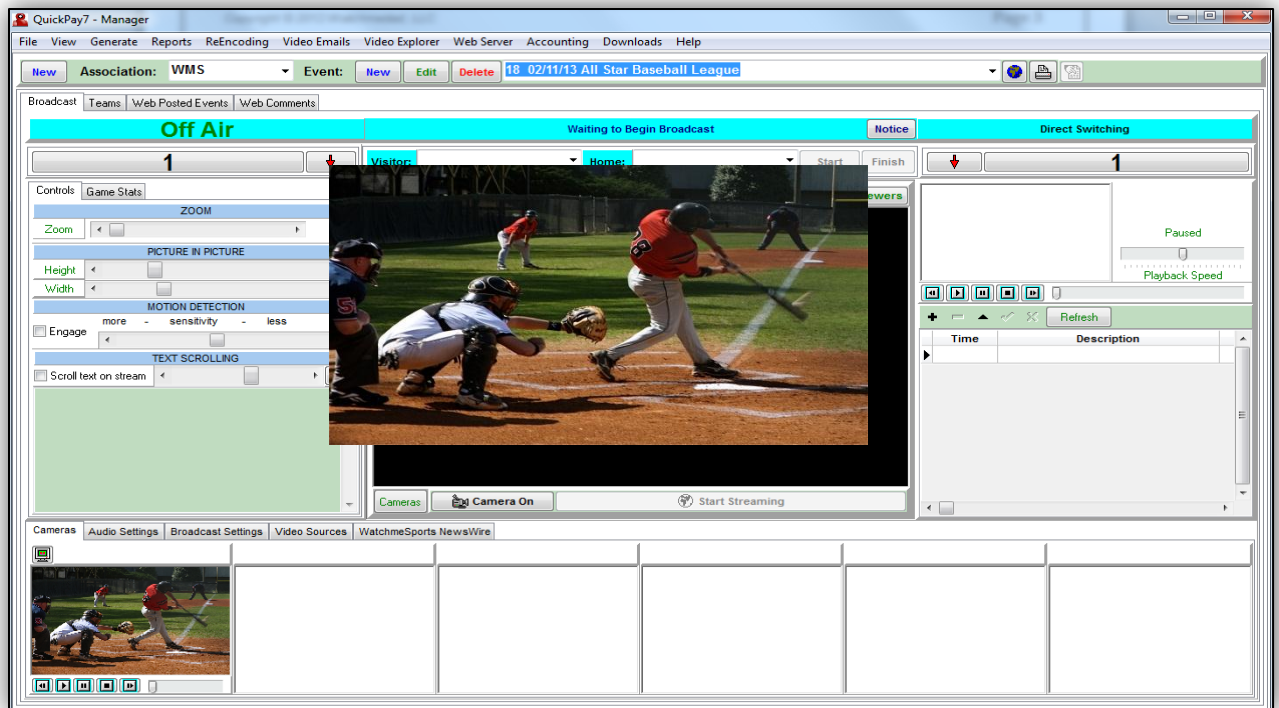 QuickPay7 - Manager
File View Generate Reports ReEncoding Video Emails Video Explorer Web Server Accounting Downloads Help
New Association: WMS Event: New Edit Delete 18 02/11/13 All Star Baseball League
Broadcast Teams Web Posted Events Web Comments
Off Air Waiting to Begin Broadcast Notice Direct Switching
1 Visitor: Home: Start Finish 1
Controls Game Stats
ZOOM
Zoom
PICTURE IN PICTURE
Height
Width
MOTION DETECTION
more - sensitivity - less
Engage
TEXT SCROLLING
Scroll text on stream
ewers
Paused
Playback Speed
Refresh
Time Description
Cameras Camera On Start Streaming
Cameras Audio Settings Broadcast Settings Video Sources WatchmeSports NewsWire